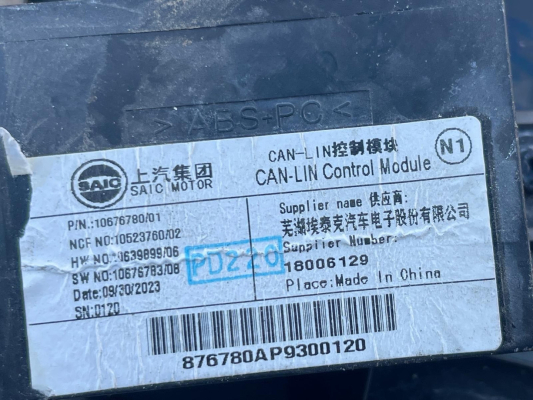 > ABS+PC <
SAIC
上汽集团
SAIC MOTOR
CAN-LIN控制模块
CAN-LIN Control Module
N1
P/N.:10676780/01
NCF NO:10523760/02
HW NO:10639899/06
SW NO:10676783/08
Date:09/30/2023
SN:0120
PD220
Supplier name 供应商:
芜湖埃泰克汽车电子股份有限公司
Supplier Number:
18006129
Place:Made In China
876780AP9300120